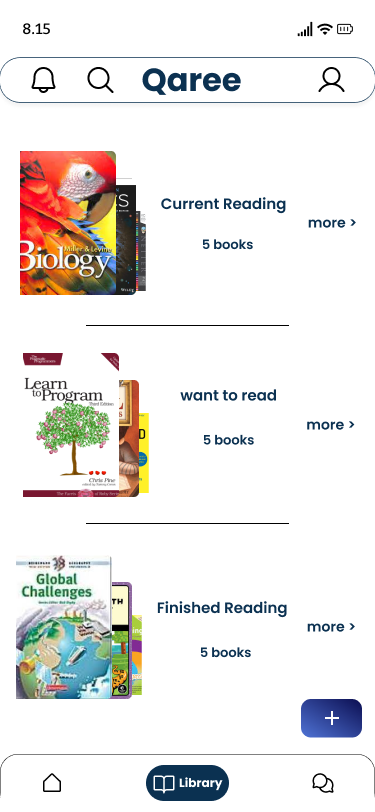 8.15
Qaree
Miller & Levine
Biology
WILEY
Current Reading
5 books
more >
Learn
to Program
Third Edition
Chris Pine
want to read
5 books
more >
Global
Challenges
Finished Reading
5 books
more >
+
Library